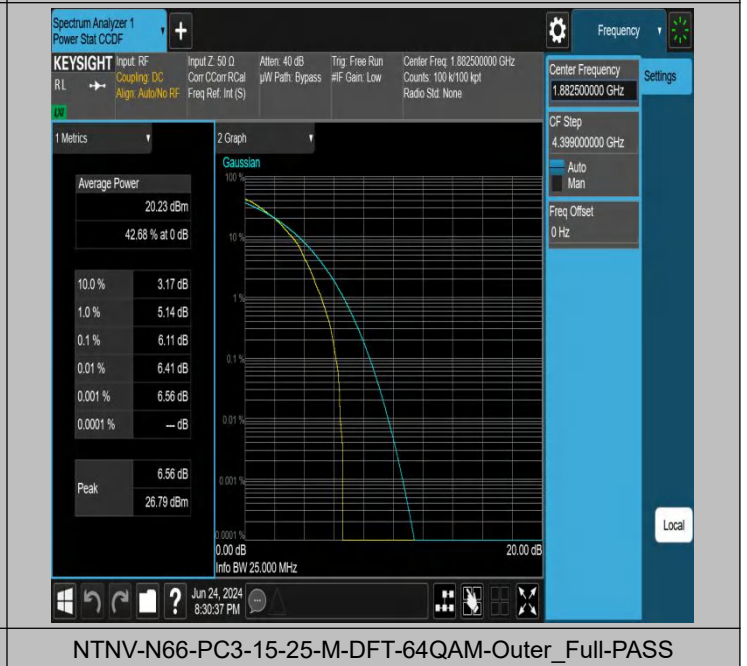 Spectrum Analyzer 1
Power Stat CCDF
+
Frequency
KEYSIGHT
RL
LXI
Input: RF
Coupling: DC
Align: Auto/No RF
Input Z: 50 Ω
Corr CCorr RCal
Freq Ref: Int (S)
Atten: 40 dB
µW Path: Bypass
Trig: Free Run
#IF Gain: Low
Center Freq: 1.882500000 GHz
Counts: 100 k/100 kpt
Radio Std: None
Center Frequency
1.882500000 GHz
Settings
CF Step
4.399000000 GHz
Auto
Man
Freq Offset
0 Hz
1 Metrics
Average Power
20.23 dBm
42.68 % at 0 dB
10.0 % 3.17 dB
1.0 % 5.14 dB
0.1 % 6.11 dB
0.01 % 6.41 dB
0.001 % 6.56 dB
0.0001 % --- dB
Peak
6.56 dB
26.79 dBm
2 Graph
Gaussian
100 %
10 %
1 %
0.1 %
0.01 %
0.001 %
0.0001 %
0.00 dB 20.00 dB
Info BW 25.000 MHz
Local
?
Jun 24, 2024
8:30:37 PM
NTNV-N66-PC3-15-25-M-DFT-64QAM-Outer_Full-PASS